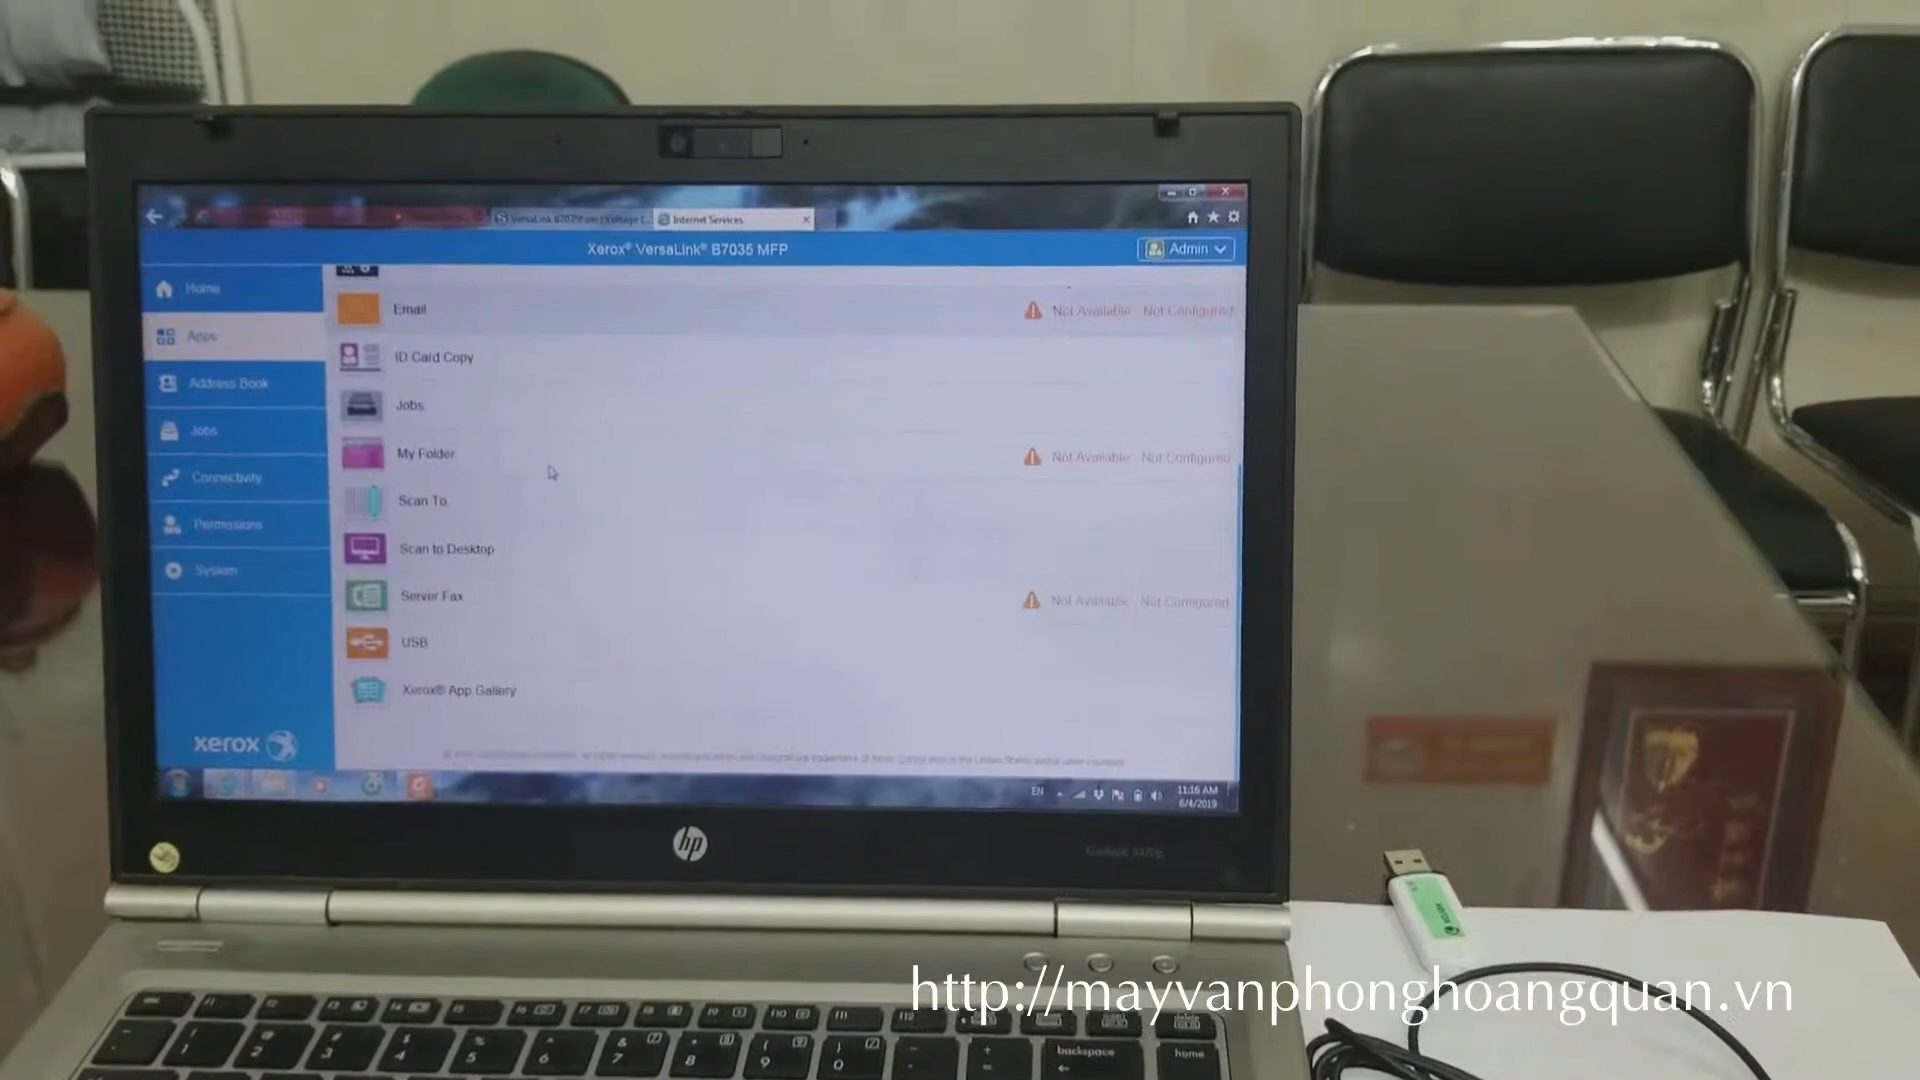 Internet Services
Xerox® VersaLink® B7035 MFP
Admin
Home
Apps
Address Book
Jobs
Connectivity
Permissions
System
xerox
Email
Not Available Not Configured
ID Card Copy
Jobs
My Folder
Not Available Not Configured
Scan To
Scan to Desktop
Server Fax
Not Available Not Configured
USB
Xerox® App Gallery
EN
11:16 AM
6/4/2019
hp
backspace
home
http://mayvanphonghoangquan.vn